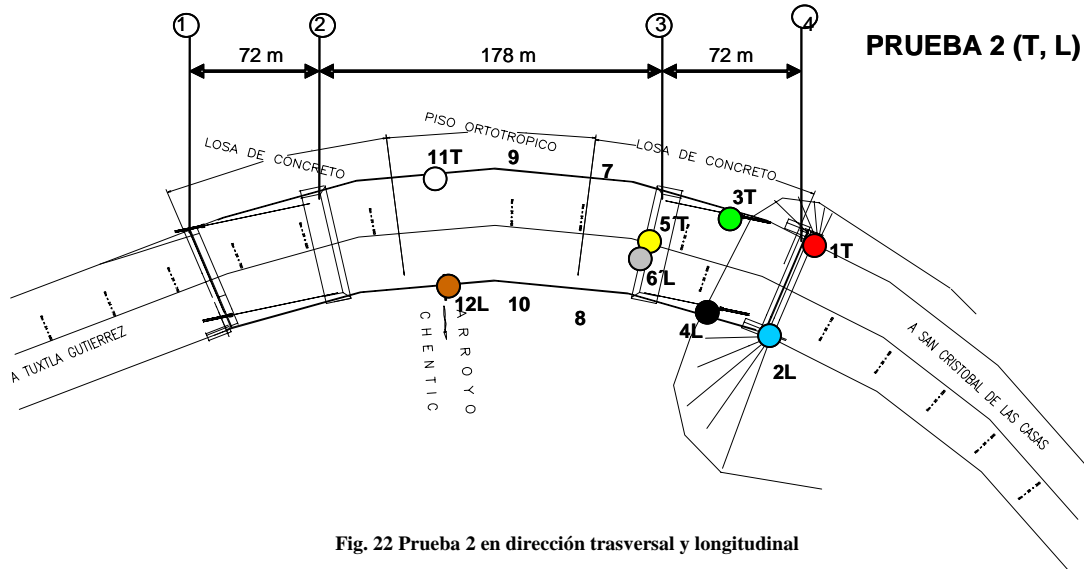 1 2 3 4
72 m 178 m 72 m
PRUEBA 2 (T, L)
PISO ORTOTROPICO
LOSA DE CONCRETO
LOSA DE CONCRETO
11T 9 7
3T
5T
1T
6L
12L 10 8
4L
2L
A TUXTLA GUTIERREZ
ARROYO
CHENTIC
A SAN CRISTOBAL DE LAS CASAS
Fig. 22 Prueba 2 en dirección trasversal y longitudinal